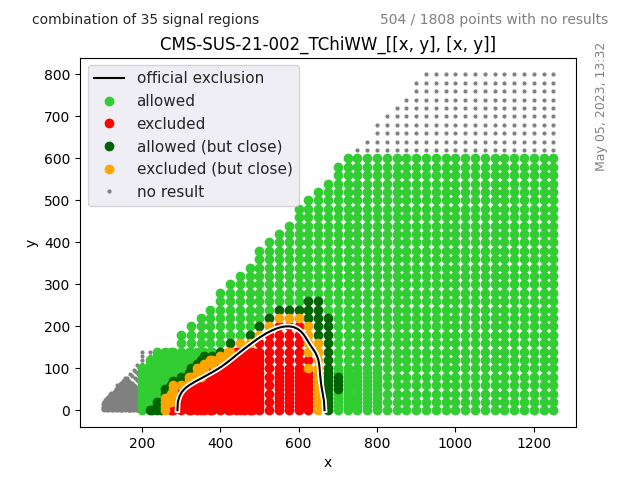 combination of 35 signal regions
504 / 1808 points with no results
CMS-SUS-21-002_TChiWW_[[x, y], [x, y]]
May 05, 2023, 13:32
official exclusion
allowed
excluded
allowed (but close)
excluded (but close)
no result
y
800
700
600
500
400
300
200
100
0
200 400 600 800 1000 1200
x